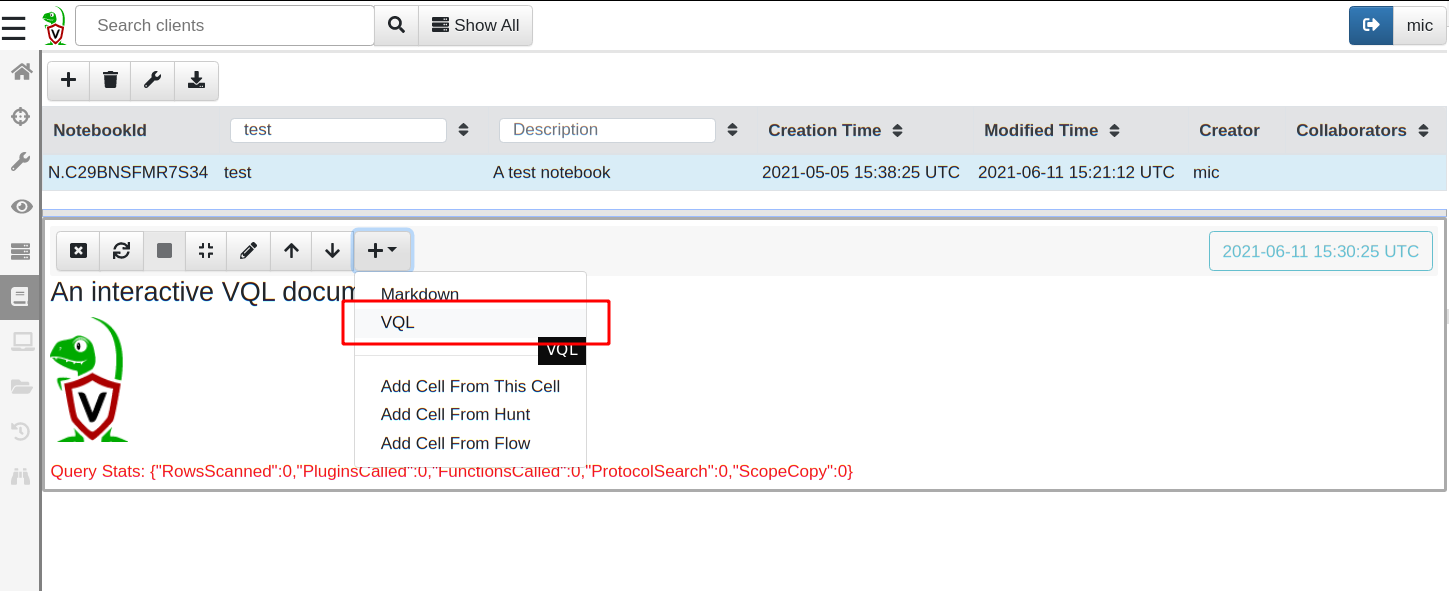 Search clients
Show All
mic
NotebookId test Description Creation Time Modified Time Creator Collaborators
N.C29BNSFMR7S34 test A test notebook 2021-05-05 15:38:25 UTC 2021-06-11 15:21:12 UTC mic
2021-06-11 15:30:25 UTC
An interactive VQL docum
Markdown
VQL
VQL
Add Cell From This Cell
Add Cell From Hunt
Add Cell From Flow
V
Query Stats: {"RowsScanned":0,"PluginsCalled":0,"FunctionsCalled":0,"ProtocolSearch":0,"ScopeCopy":0}